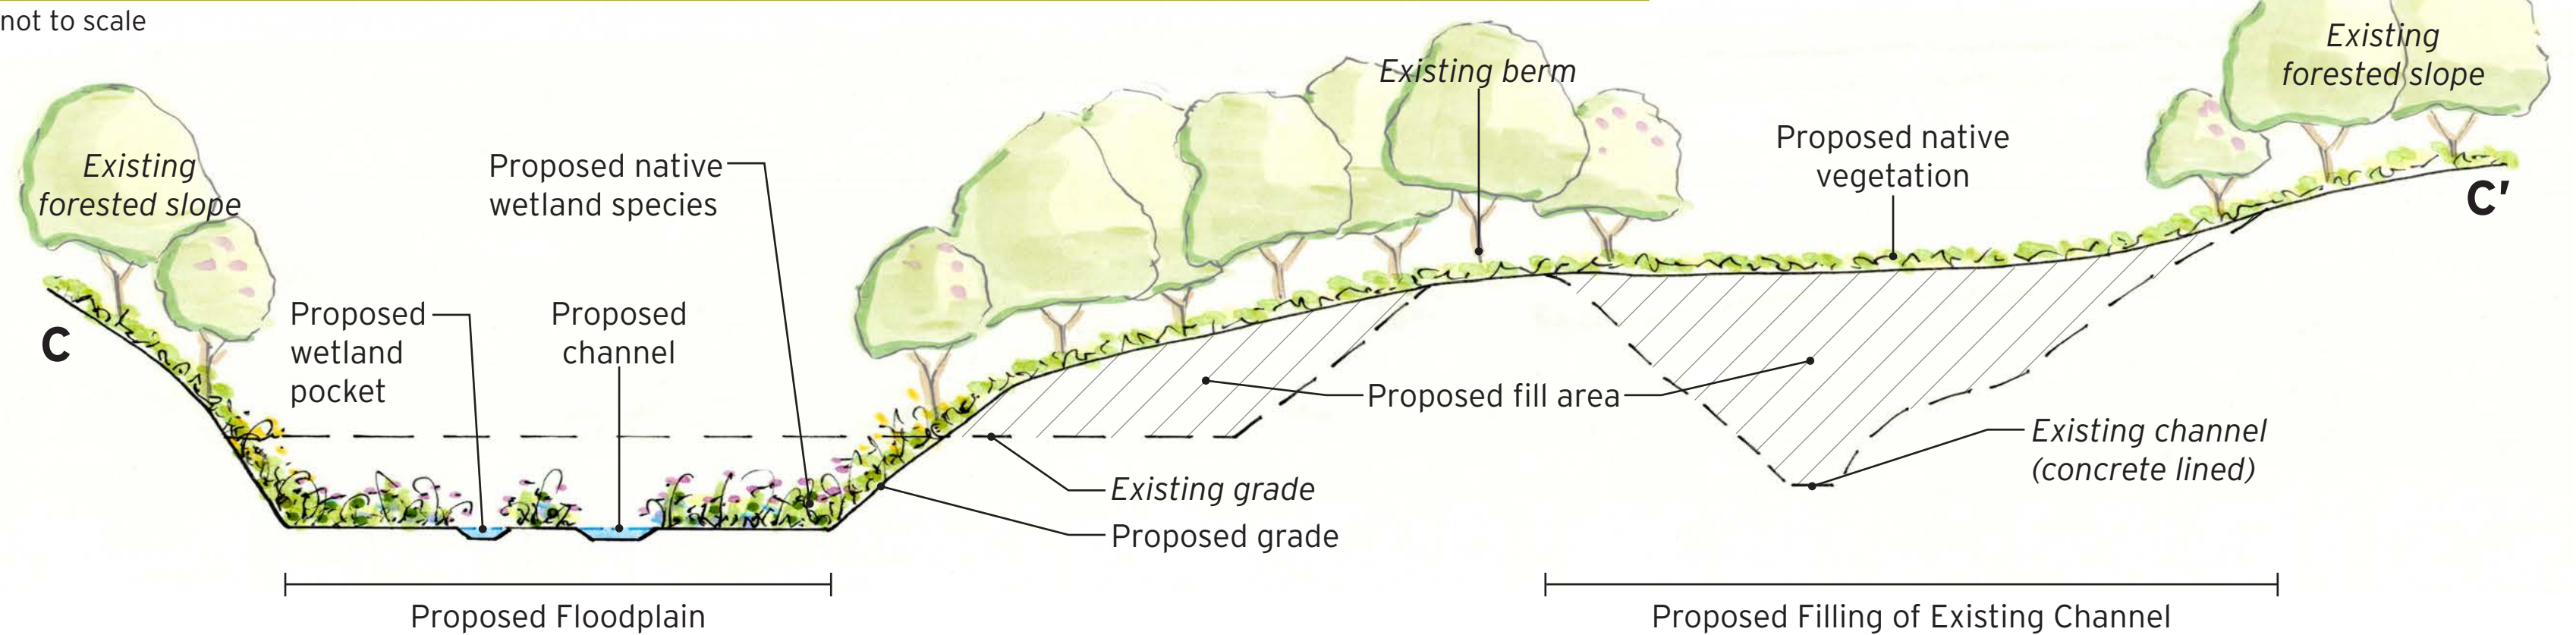 not to scale
Existing
forested slope
C
Proposed
wetland
pocket
Proposed native
wetland species
Proposed
channel
Existing berm
Proposed native
vegetation
Existing
forested slope
C'
Proposed fill area
Existing channel
(concrete lined)
Existing grade
Proposed grade
Proposed Floodplain
Proposed Filling of Existing Channel